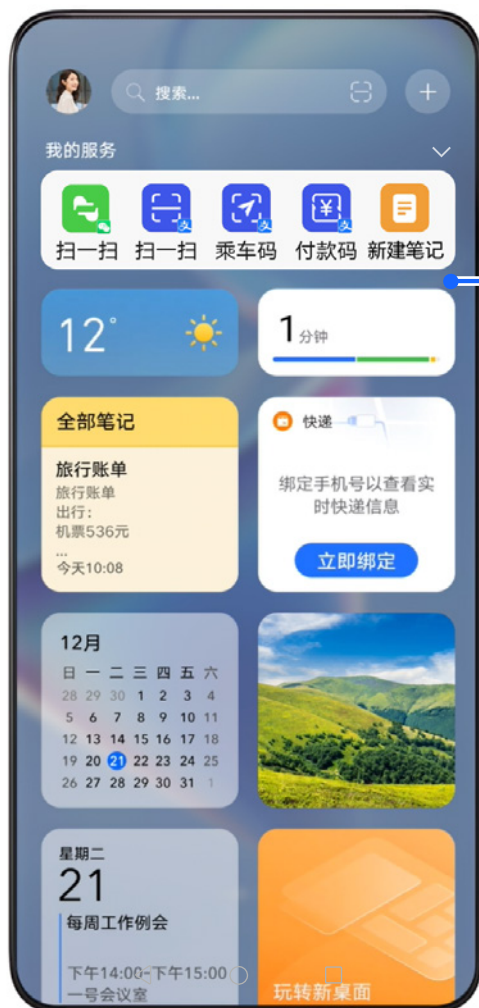 搜索...
我的服务
扫一扫 扫一扫 乘车码 付款码 新建笔记
12°
1 分钟
全部笔记
旅行账单
旅行账单
出行：
机票536元
...
今天10:08
快递
绑定手机号以查看实
时快递信息
立即绑定
12月
日 一 二 三 四 五 六
28 29 30 1 2 3 4
5 6 7 8 9 10 11
12 13 14 15 16 17 18
19 20 21 22 23 24 25
26 27 28 29 30 31 1
星期二
21
每周工作例会
下午14:00-下午15:00
一号会议室
玩转新桌面